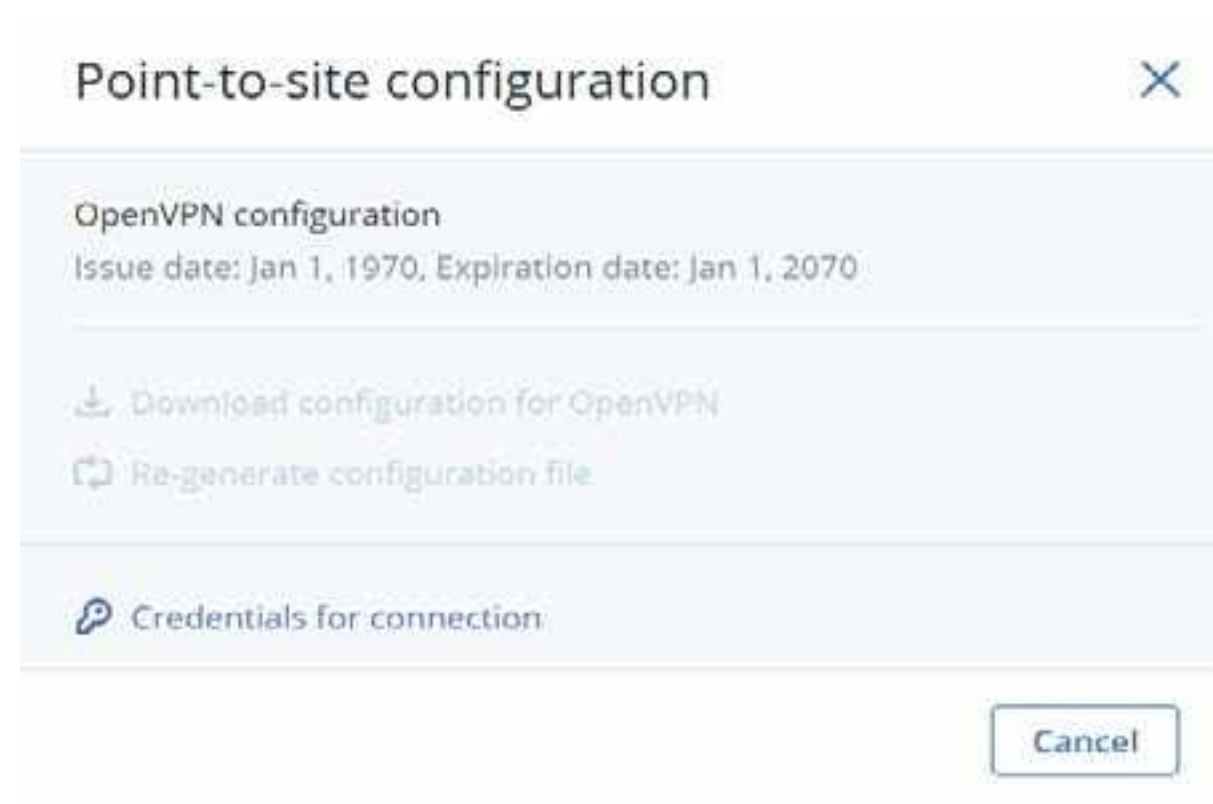 Point-to-site configuration
OpenVPN configuration
Issue date: Jan 1, 1970, Expiration date: Jan 1, 2070
Download configuration for OpenVPN
Re-generate configuration file
Credentials for connection
Cancel